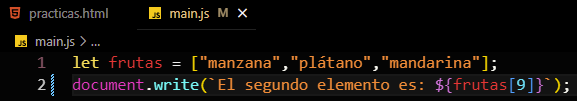 practicas.html
main.js M
main.js > ...
1 let frutas = ["manzana","plátano","mandarina"];
2 document.write(`El segundo elemento es: ${frutas[9]}`);